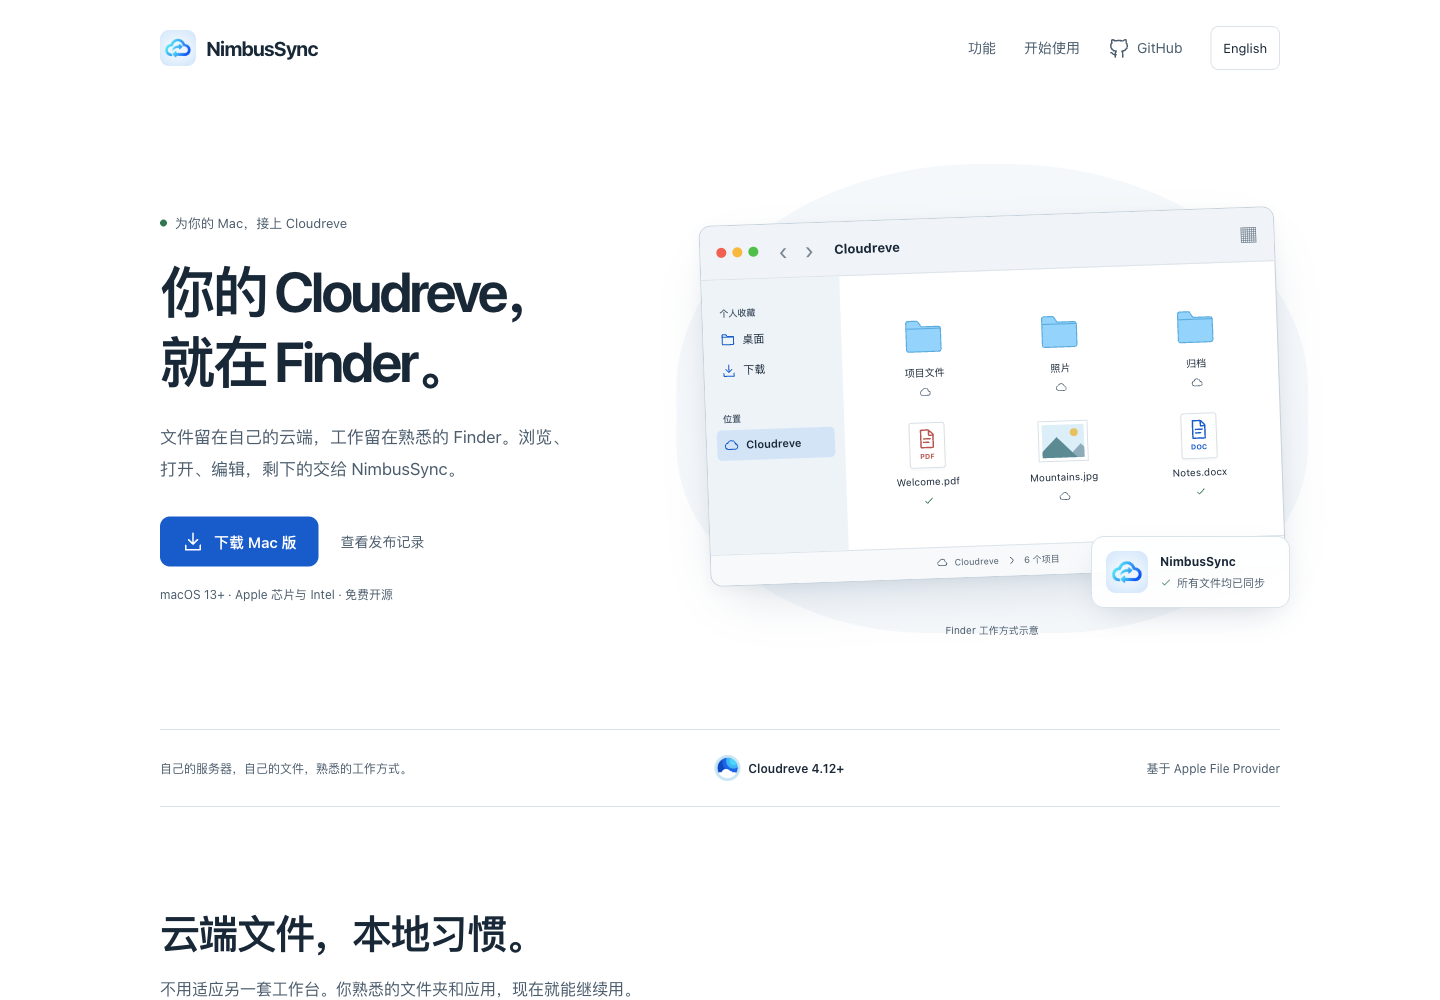 NimbusSync
功能
开始使用
GitHub
English
为你的 Mac，接上 Cloudreve
你的 Cloudreve，
就在 Finder。
文件留在自己的云端，工作留在熟悉的 Finder。浏览、
打开、编辑，剩下的交给 NimbusSync。
下载 Mac 版
查看发布记录
macOS 13+ · Apple 芯片与 Intel · 免费开源
Cloudreve
个人收藏
桌面
下载
位置
Cloudreve
项目文件
照片
归档
PDF
DOC
Welcome.pdf
Mountains.jpg
Notes.docx
Cloudreve
6 个项目
NimbusSync
所有文件均已同步
Finder 工作方式示意
自己的服务器，自己的文件，熟悉的工作方式。
Cloudreve 4.12+
基于 Apple File Provider
云端文件，本地习惯。
不用适应另一套工作台。你熟悉的文件夹和应用，现在就能继续用。